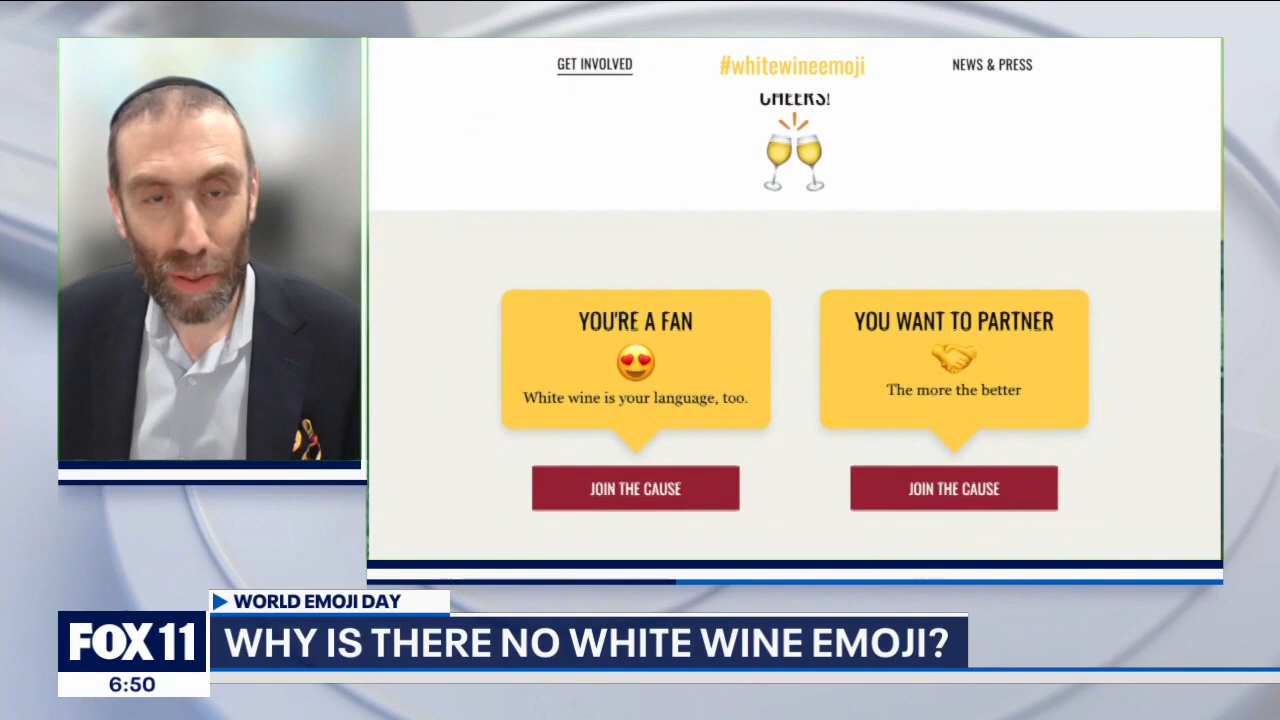 GET INVOLVED
#whitewineemoji
NEWS & PRESS
CHEERS!
YOU'RE A FAN
White wine is your language, too.
JOIN THE CAUSE
YOU WANT TO PARTNER
The more the better
JOIN THE CAUSE
WORLD EMOJI DAY
FOX 11
WHY IS THERE NO WHITE WINE EMOJI?
6:50